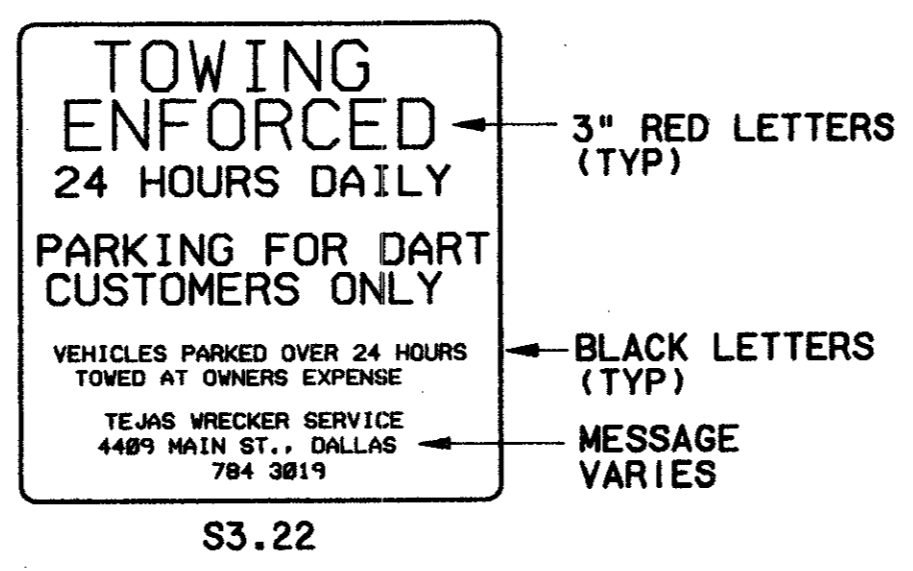 TOWING
ENFORCED
24 HOURS DAILY
PARKING FOR DART
CUSTOMERS ONLY
VEHICLES PARKED OVER 24 HOURS
TOWED AT OWNERS EXPENSE
TEJAS WRECKER SERVICE
4409 MAIN ST., DALLAS
784 3019
3" RED LETTERS
(TYP)
BLACK LETTERS
(TYP)
MESSAGE
VARIES
S3.22